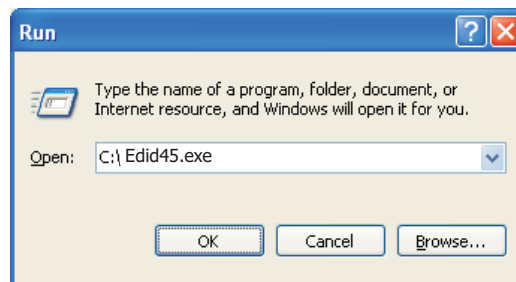 Run
Type the name of a program, folder, document, or
Internet resource, and Windows will open it for you.
Open: C:\ Edid45.exe
OK Cancel Browse...